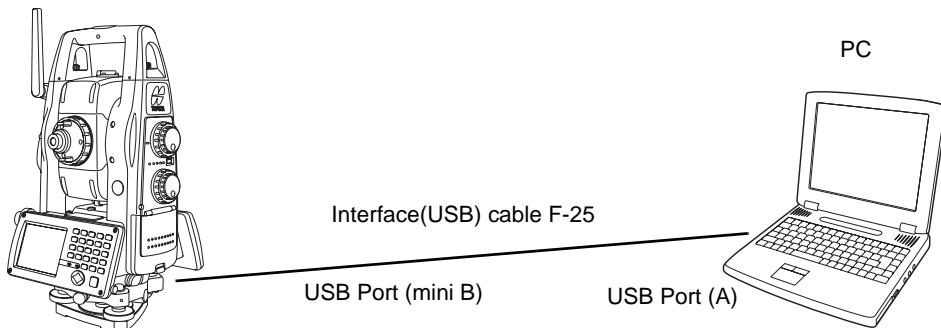 PC
Interface(USB) cable F-25
USB Port (mini B)
USB Port (A)